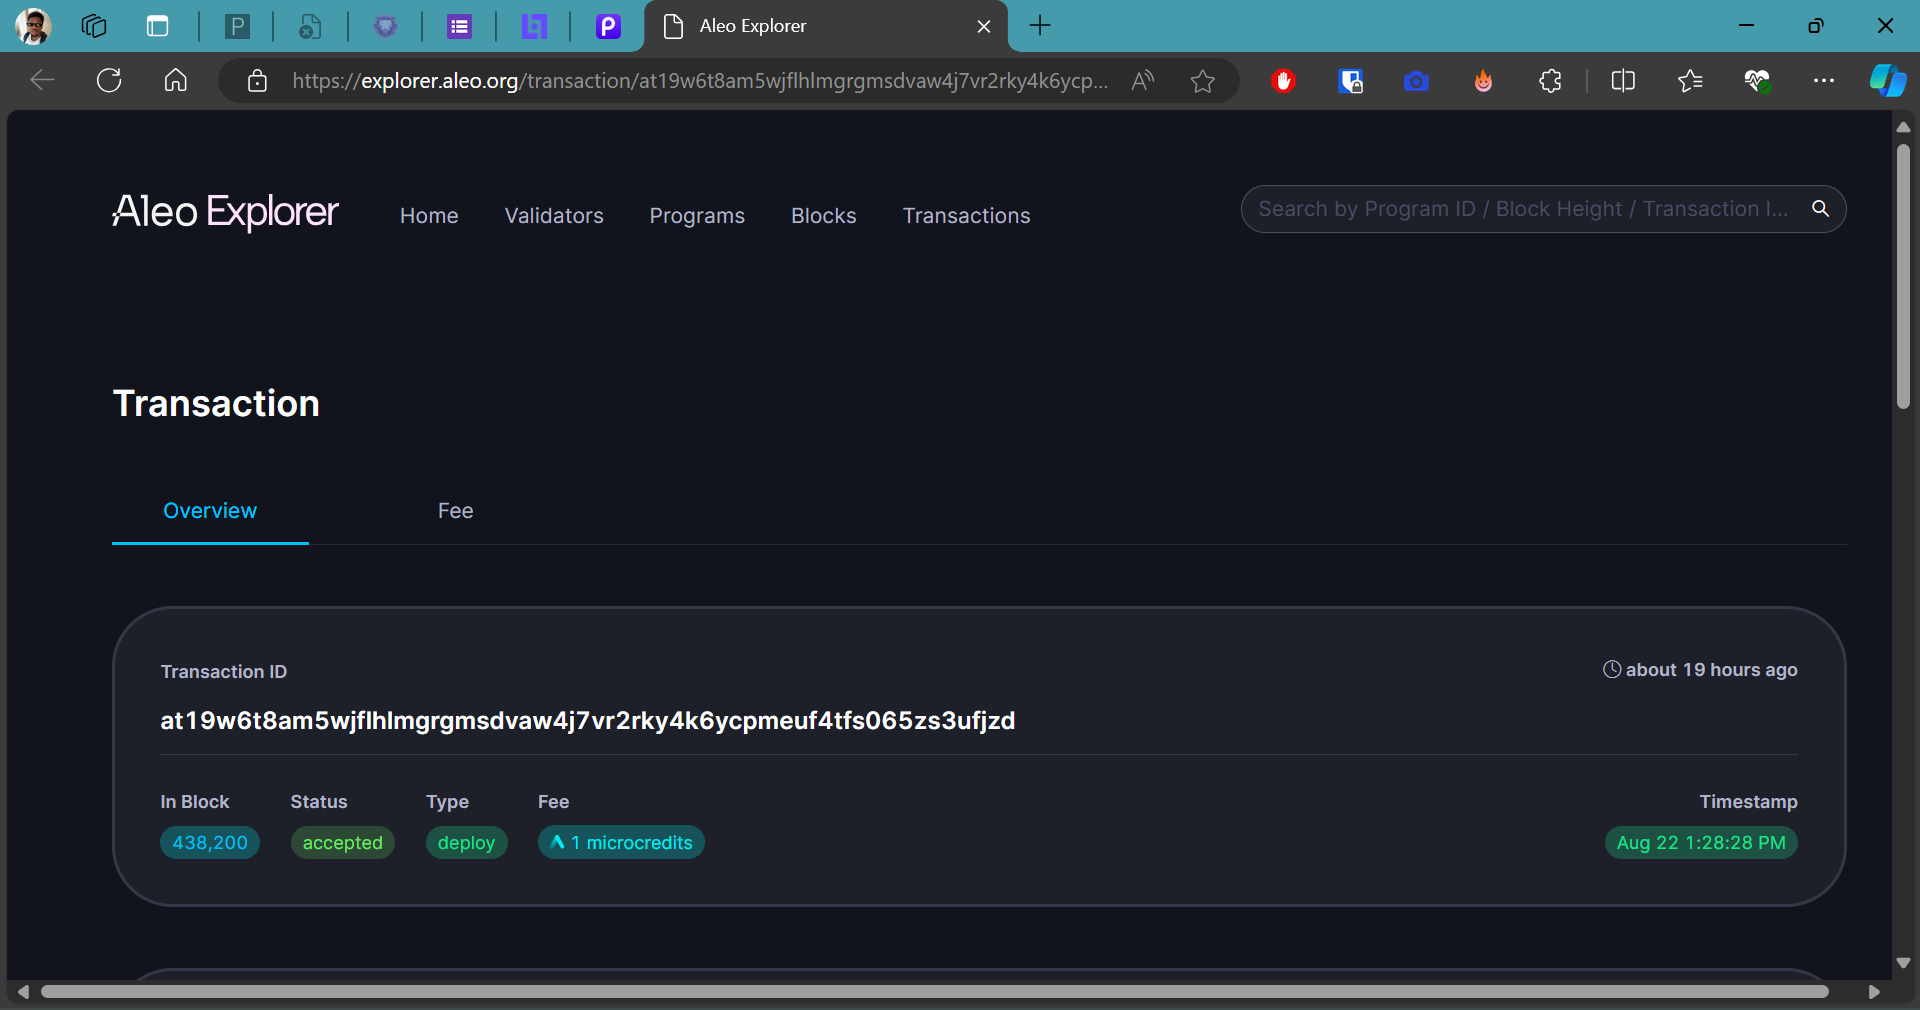 Aleo Explorer
https://explorer.aleo.org/transaction/at19w6t8am5wjflhlmgrgmsdvaw4j7vr2rky4k6ycp...
Aleo Explorer
Home
Validators
Programs
Blocks
Transactions
Search by Program ID / Block Height / Transaction I...
Transaction
Overview
Fee
Transaction ID
about 19 hours ago
at19w6t8am5wjflhlmgrgmsdvaw4j7vr2rky4k6ycpmeuf4tfs065zs3ufjzd
In Block
Status
Type
Fee
Timestamp
438,200
accepted
deploy
1 microcredits
Aug 22 1:28:28 PM